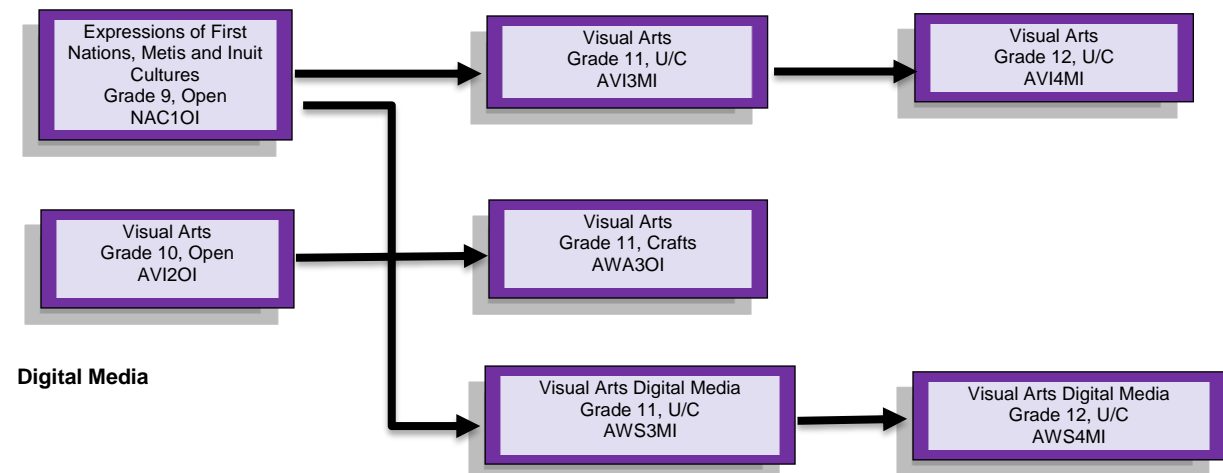 Expressions of First
Nations, Metis and Inuit
Cultures
Grade 9, Open
NAC1OI
Visual Arts
Grade 11, U/C
AVI3MI
Visual Arts
Grade 12, U/C
AVI4MI
Visual Arts
Grade 10, Open
AVI2OI
Visual Arts
Grade 11, Crafts
AWA3OI
Digital Media
Visual Arts Digital Media
Grade 11, U/C
AWS3MI
Visual Arts Digital Media
Grade 12, U/C
AWS4MI